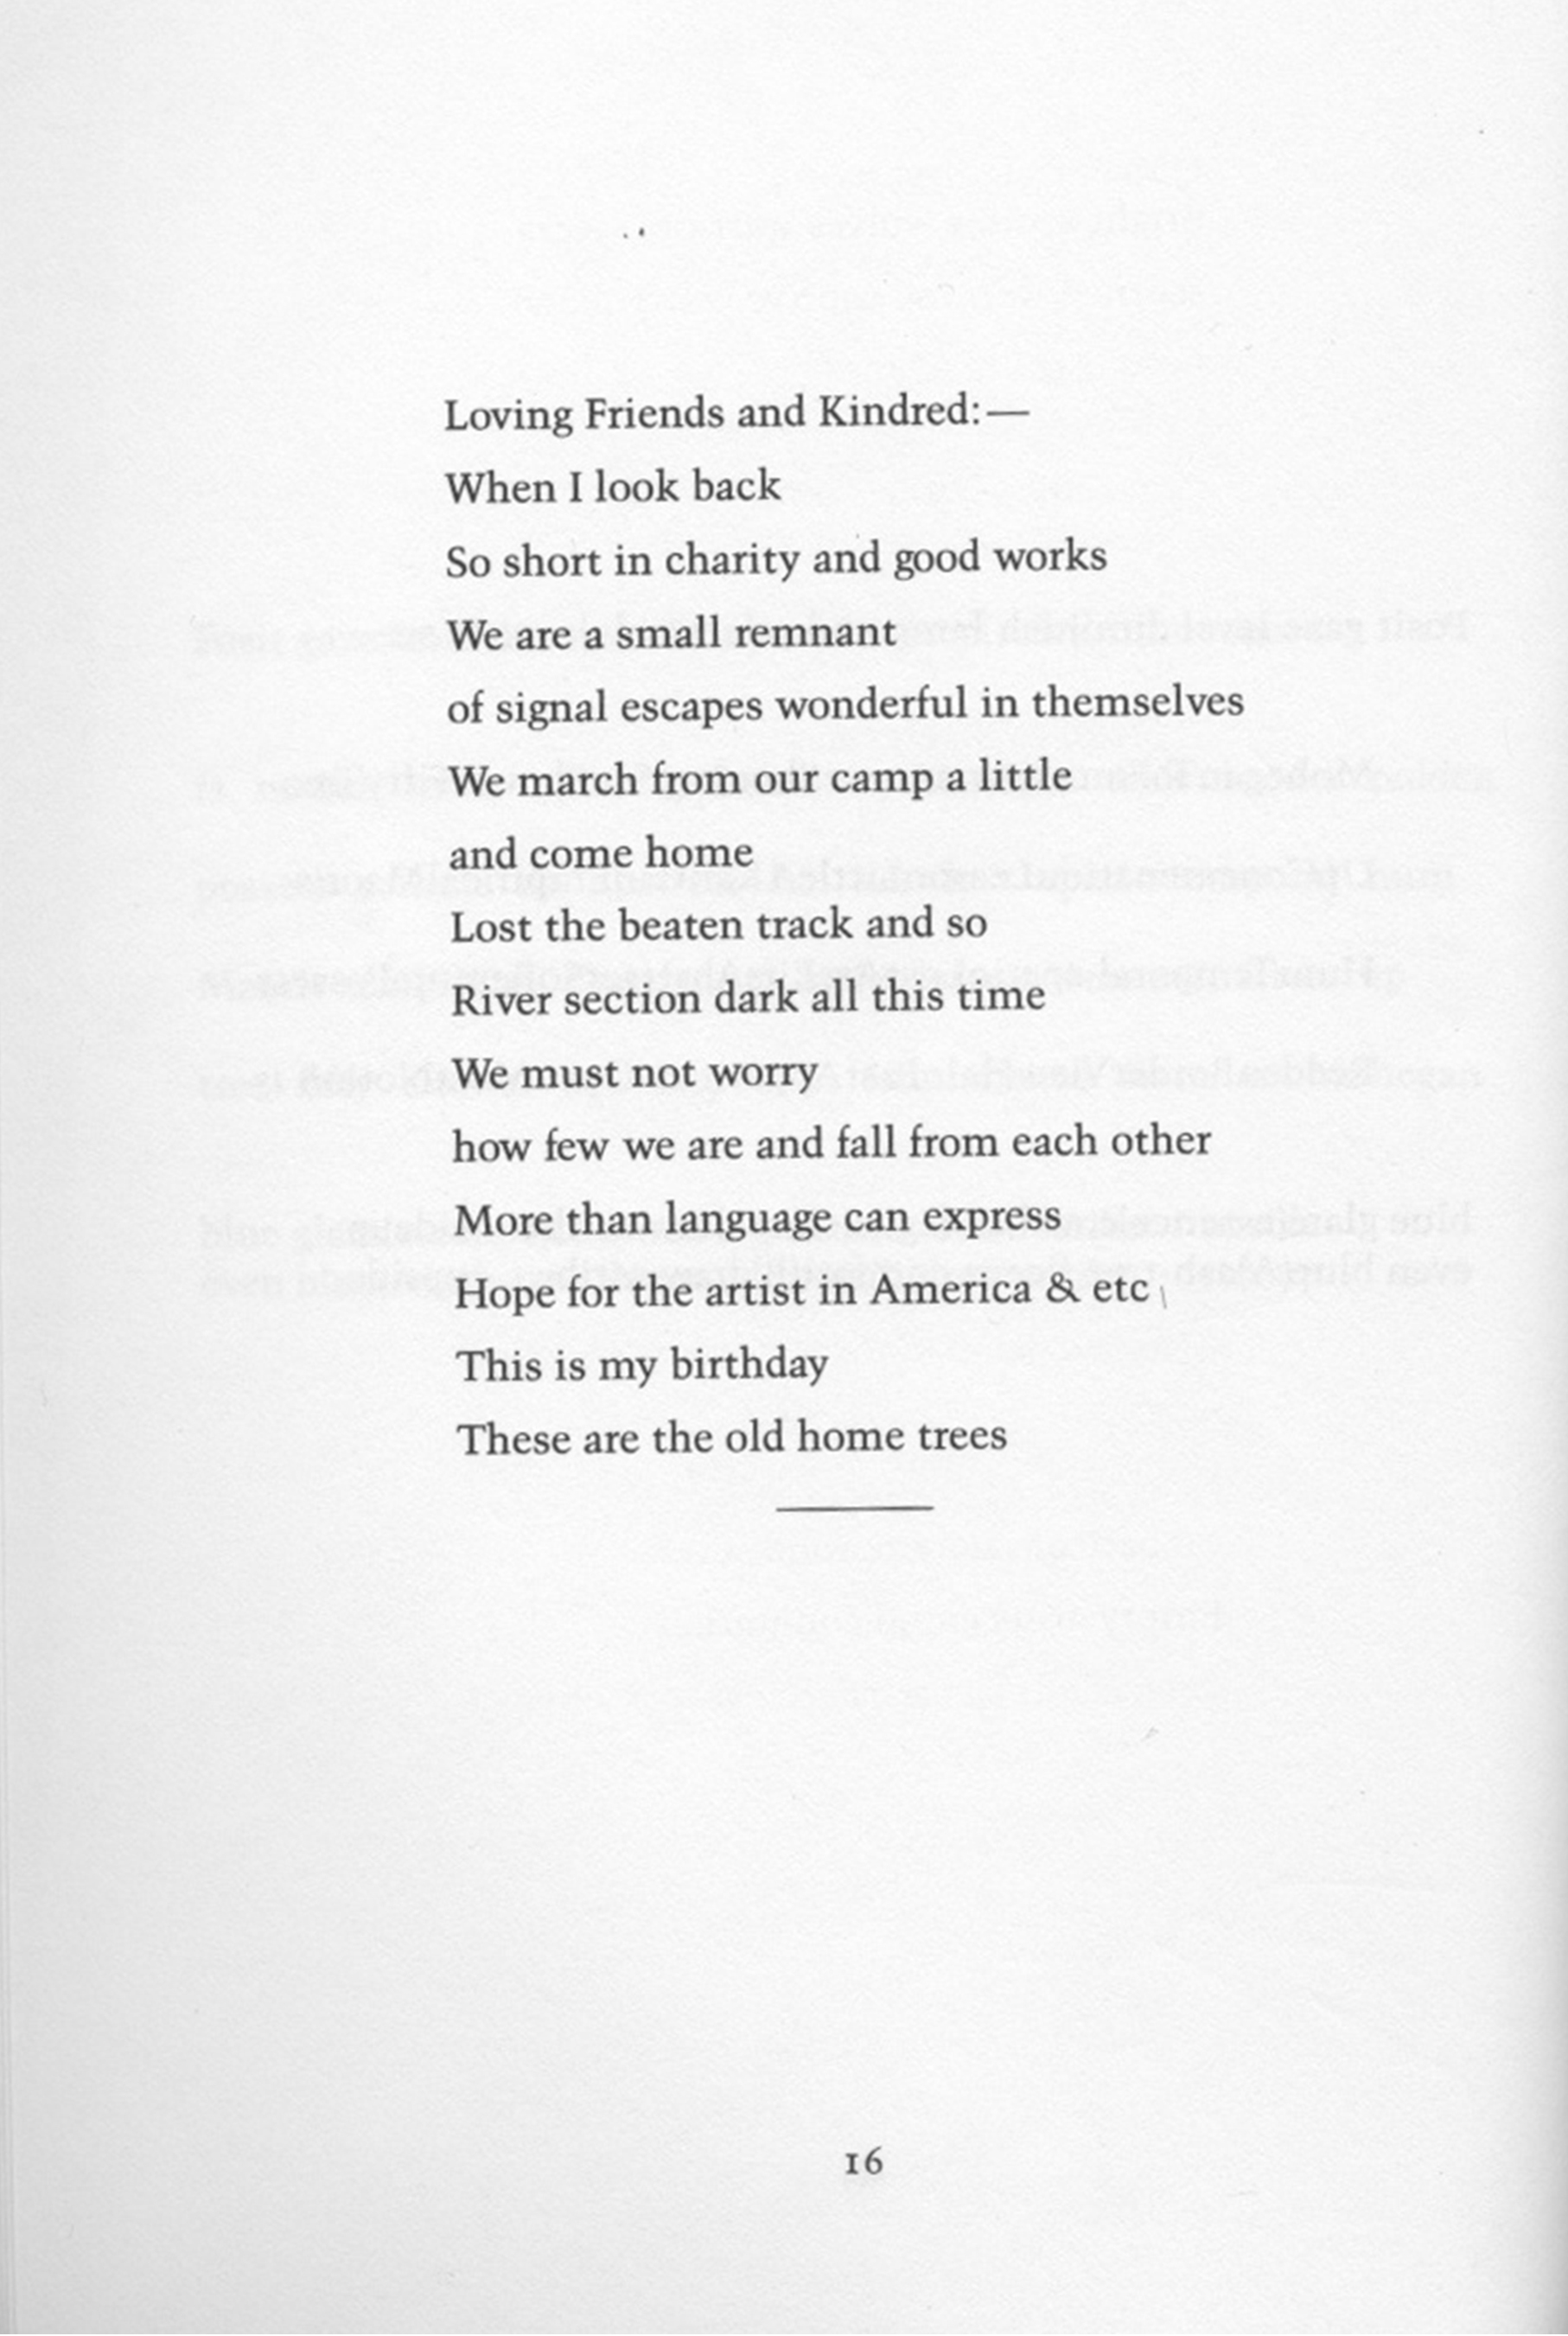 Loving Friends and Kindred:—
When I look back
So short in charity and good works
We are a small remnant
of signal escapes wonderful in themselves
We march from our camp a little
and come home
Lost the beaten track and so
River section dark all this time
We must not worry
how few we are and fall from each other
More than language can express
Hope for the artist in America & etc
This is my birthday
These are the old home trees
16